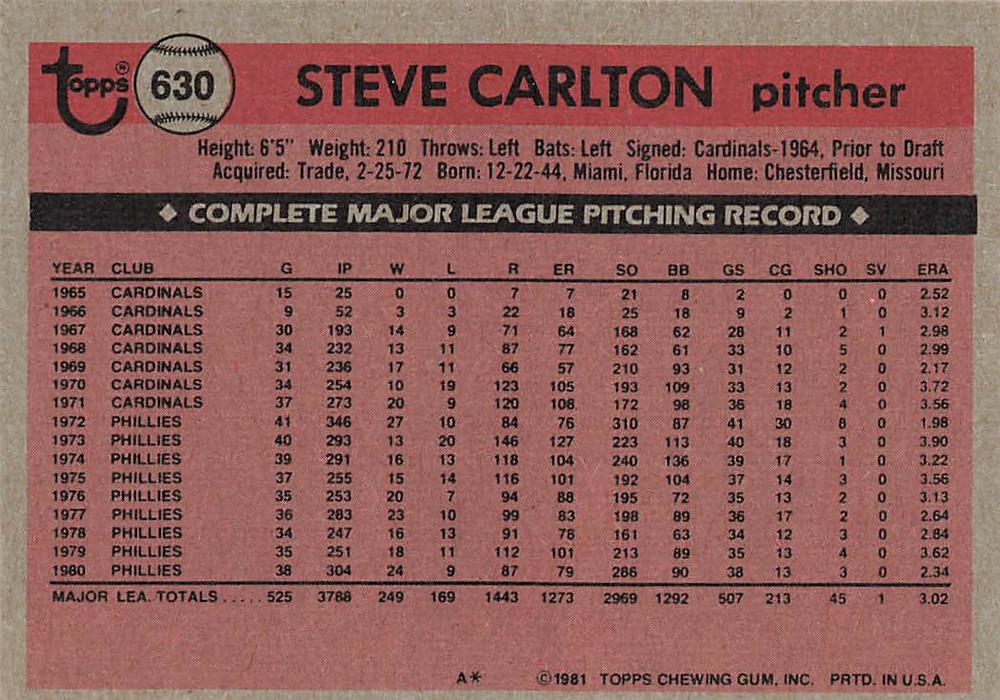 topps® 630 STEVE CARLTON pitcher
Height: 6'5" Weight: 210 Throws: Left Bats: Left Signed: Cardinals-1964, Prior to Draft
Acquired: Trade, 2-25-72 Born: 12-22-44, Miami, Florida Home: Chesterfield, Missouri
◆ COMPLETE MAJOR LEAGUE PITCHING RECORD ◆
YEAR CLUB G IP W L R ER SO BB GS CG SHO SV ERA
1965 CARDINALS 15 25 0 0 7 7 21 8 2 0 0 0 2.52
1966 CARDINALS 9 52 3 3 22 18 25 18 9 2 1 0 3.12
1967 CARDINALS 30 193 14 9 71 64 168 62 28 11 2 1 2.98
1968 CARDINALS 34 232 13 11 87 77 162 61 33 10 5 0 2.99
1969 CARDINALS 31 236 17 11 66 57 210 93 31 12 2 0 2.17
1970 CARDINALS 34 254 10 19 123 105 193 109 33 13 2 0 3.72
1971 CARDINALS 37 273 20 9 120 108 172 98 36 18 4 0 3.56
1972 PHILLIES 41 346 27 10 84 76 310 87 41 30 8 0 1.98
1973 PHILLIES 40 293 13 20 146 127 223 113 40 18 3 0 3.90
1974 PHILLIES 39 291 16 13 118 104 240 136 39 17 1 0 3.22
1975 PHILLIES 37 255 15 14 116 101 192 104 37 14 3 0 3.56
1976 PHILLIES 35 253 20 7 94 88 195 72 35 13 2 0 3.13
1977 PHILLIES 36 283 23 10 99 83 198 89 36 17 2 0 2.64
1978 PHILLIES 34 247 16 13 91 78 161 63 34 12 3 0 2.84
1979 PHILLIES 35 251 18 11 112 101 213 89 35 13 4 0 3.62
1980 PHILLIES 38 304 24 9 87 79 286 90 38 13 3 0 2.34
MAJOR LEA. TOTALS ..... 525 3788 249 169 1443 1273 2969 1292 507 213 45 1 3.02
A* ©1981 TOPPS CHEWING GUM, INC. PRTD. IN U.S.A.